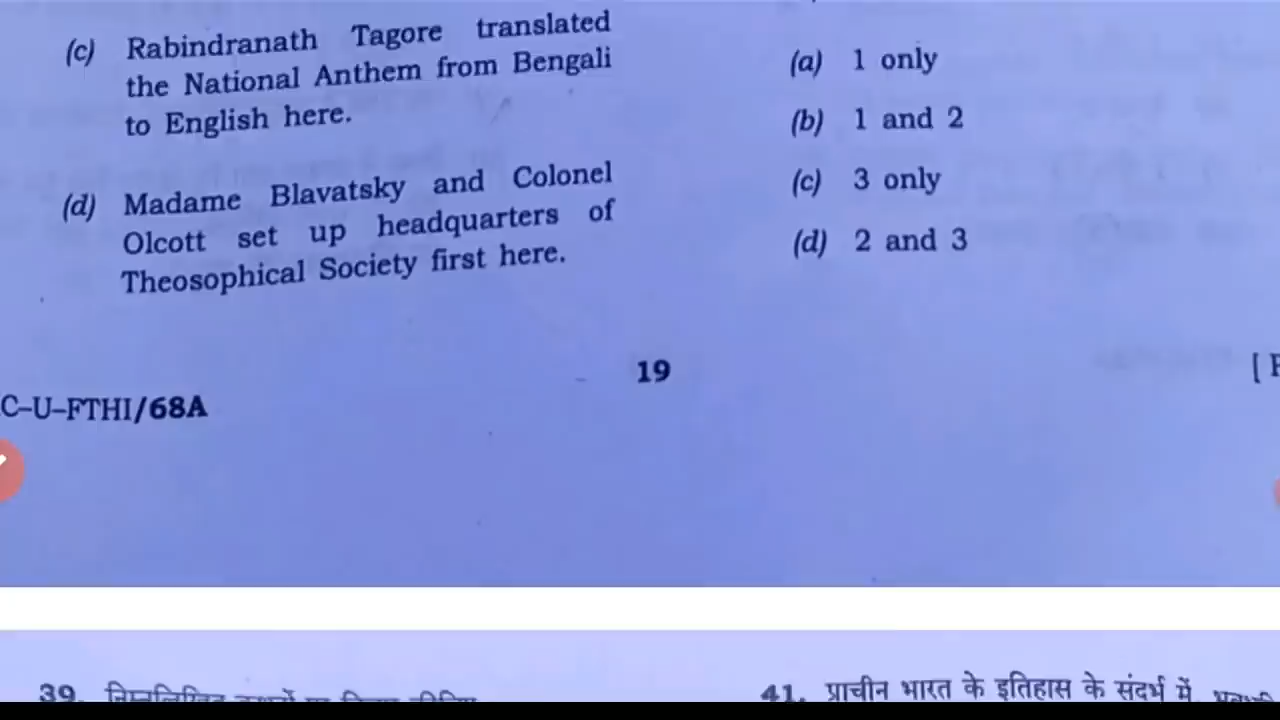 (c) Rabindranath Tagore translated
the National Anthem from Bengali
to English here.
(d) Madame Blavatsky and Colonel
Olcott set up headquarters of
Theosophical Society first here.
(a) 1 only
(b) 1 and 2
(c) 3 only
(d) 2 and 3
19
C-U-FTHI/68A
39.
41. प्राचीन भारत के इतिहास के संदर्भ में,